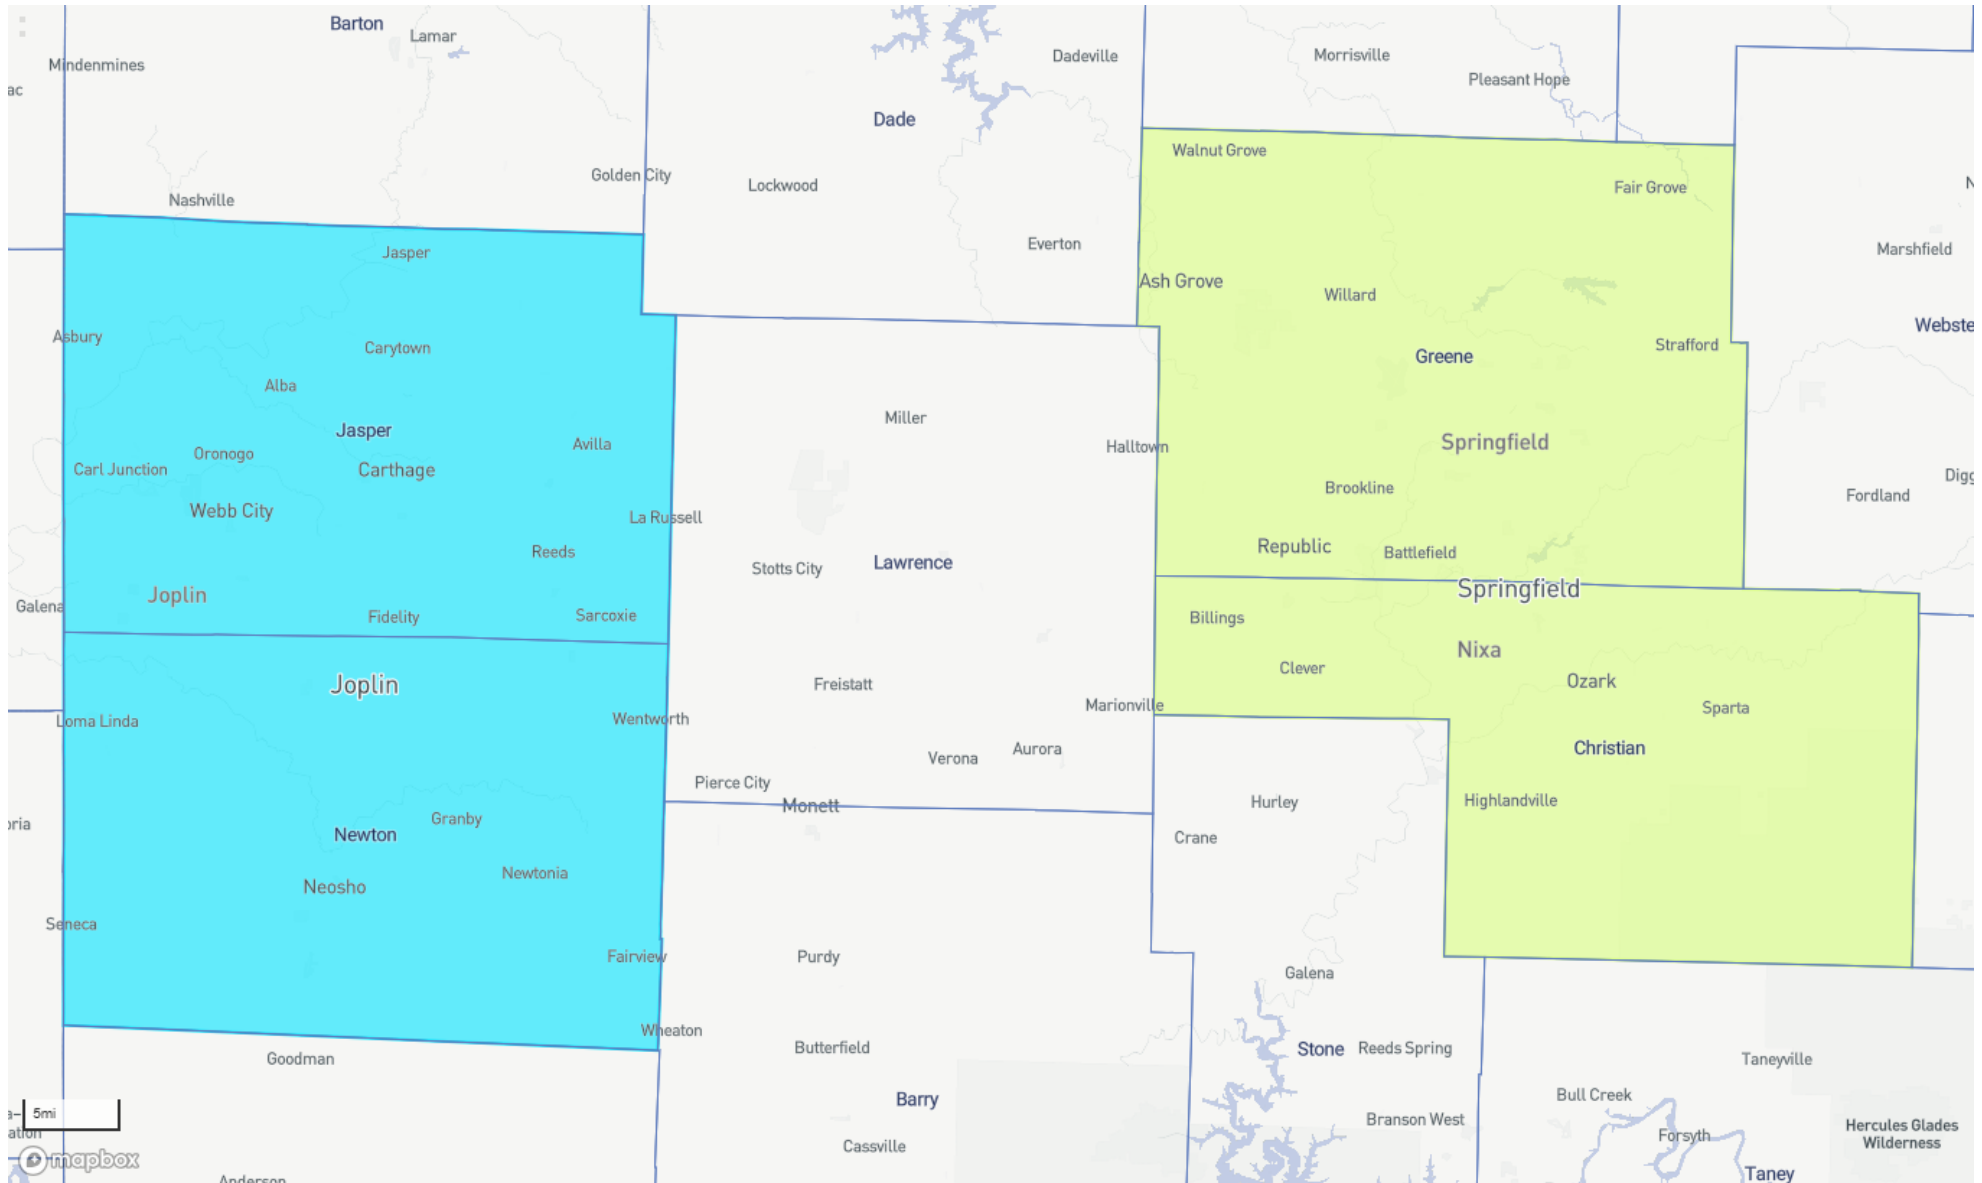 Barton
Lamar
Mindenmines
Dadeville
Morrisville
Pleasant Hope
ac
Dade
Walnut Grove
Golden City
Lockwood
Fair Grove
N
Nashville
Jasper
Everton
Marshfield
Ash Grove
Willard
Asbury
Carytown
Greene
Strafford
Webste
Alba
Miller
Jasper
Avilla
Halltown
Springfield
Oronogo
Carl Junction
Carthage
Digg
Brookline
Fordland
Webb City
La Russell
Reeds
Republic
Battlefield
Stotts City
Lawrence
Springfield
Joplin
Galena
Fidelity
Sarcoxie
Billings
Nixa
Clever
Joplin
Freistatt
Ozark
Marionville
Sparta
Loma Linda
Wentworth
Verona
Aurora
Christian
Pierce City
Monett
Hurley
Highlandville
oria
Newton
Granby
Crane
Neosho
Newtonia
Seneca
Fairview
Purdy
Galena
Wheaton
Butterfield
Stone
Reeds Spring
Goodman
Taneyville
Barry
Bull Creek
5mi
a-
ation
Branson West
Cassville
Forsyth
Hercules Glades
Wilderness
mapbox
Taney
Anderson